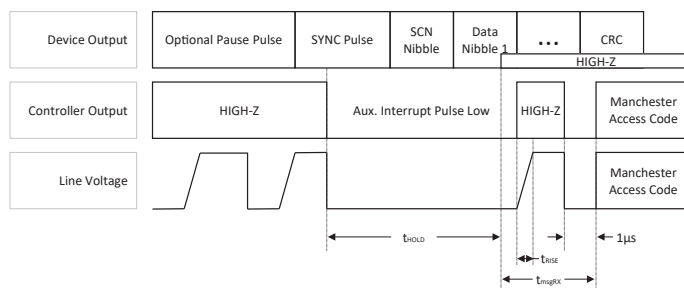 Device Output
Optional Pause Pulse
SYNC Pulse
SCN
Nibble
Data
Nibble 1
...
CRC
HIGH-Z
Controller Output
HIGH-Z
Aux. Interrupt Pulse Low
HIGH-Z
Manchester
Access Code
Line Voltage
Manchester
Access Code
tHOLD
1µs
tRISE
tmsgRX